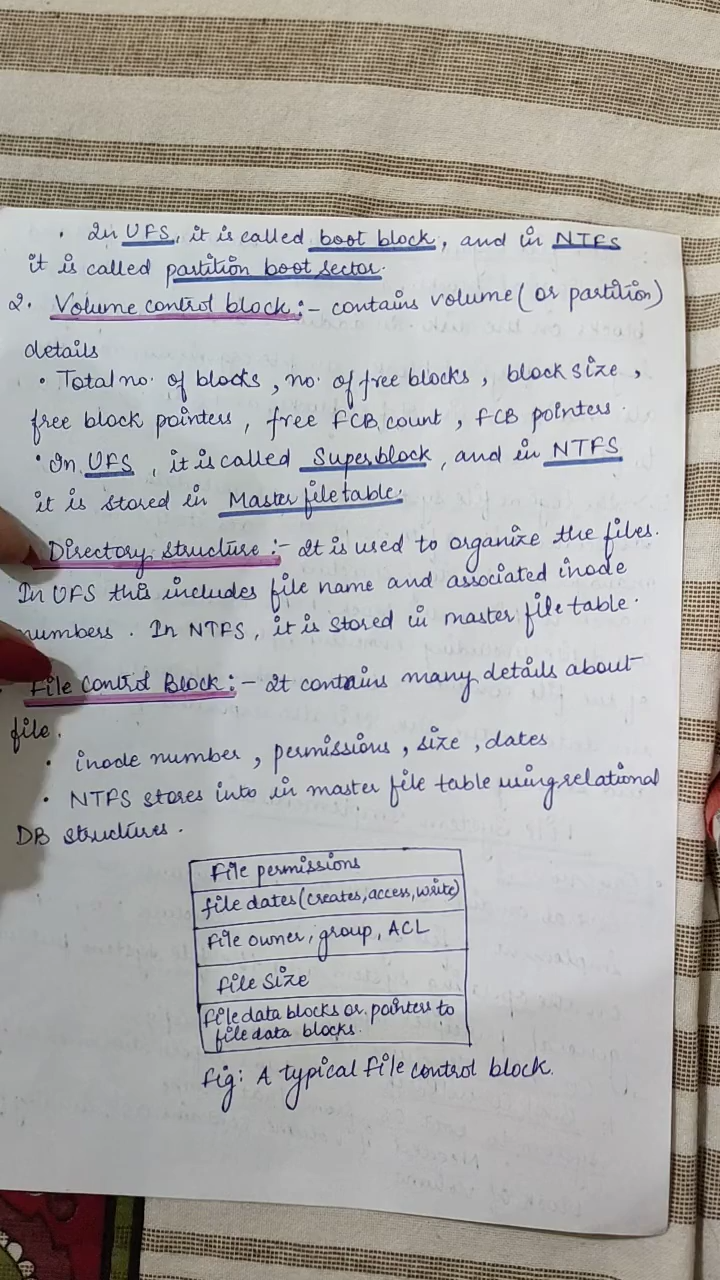 • In UFS, it is called boot block, and in NTFS
it is called partition boot sector.
2. Volume control block :- contains volume (or partition)
details
• Total no. of blocks, no. of free blocks, block size,
free block pointers, free FCB count, FCB pointers.
• In UFS, it is called Superblock, and in NTFS
it is stored in Master file table.
Directory structure :- It is used to organize the files.
In UFS this includes file name and associated inode
numbers. In NTFS, it is stored in master file table.
File Control Block :- It contains many details about
file.
• inode number, permissions, size, dates
• NTFS stores into in master file table using relational
DB structures.
File permissions
file dates (creates, access, write)
File owner, group, ACL
file size
file data blocks or pointers to
file data blocks.
fig: A typical file control block.